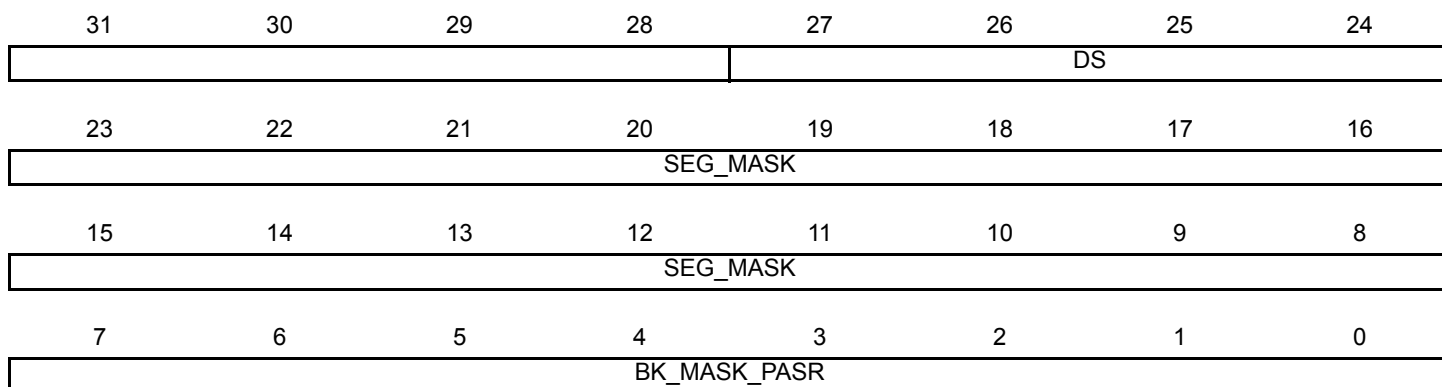 31 30 29 28 27 26 25 24
DS
23 22 21 20 19 18 17 16
SEG_MASK
15 14 13 12 11 10 9 8
SEG_MASK
7 6 5 4 3 2 1 0
BK_MASK_PASR